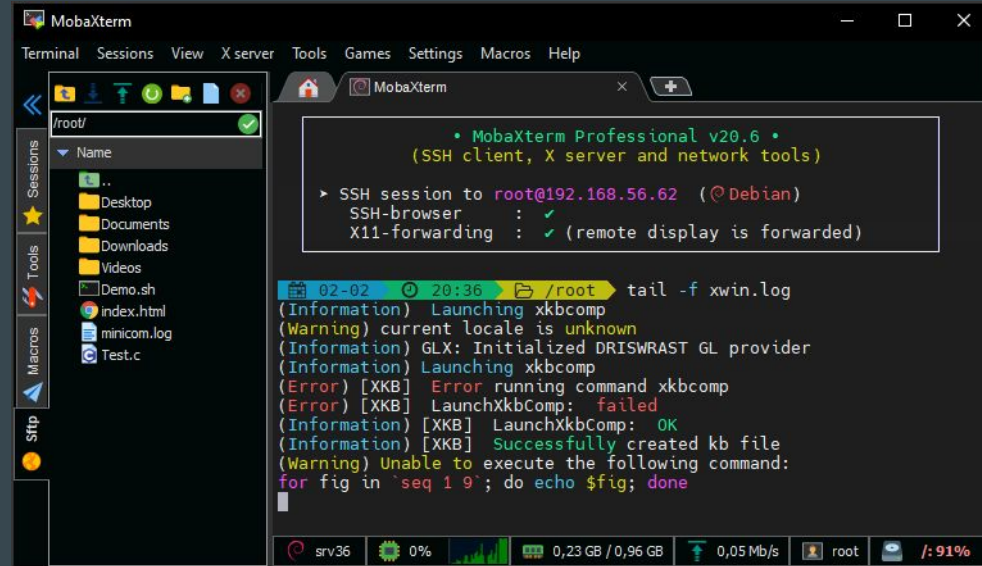 MobaXterm
Terminal Sessions View X server Tools Games Settings Macros Help
MobaXterm
/root/
Name
..
Desktop
Documents
Downloads
Videos
Demo.sh
index.html
minicom.log
Test.c
Sessions
Tools
Macros
Sftp
• MobaXterm Professional v20.6 •
(SSH client, X server and network tools)
➤ SSH session to root@192.168.56.62 (Debian)
SSH-browser : ✔
X11-forwarding : ✔ (remote display is forwarded)
02-02 20:36 /root tail -f xwin.log
(Information) Launching xkbcomp
(Warning) current locale is unknown
(Information) GLX: Initialized DRISWRAST GL provider
(Information) Launching xkbcomp
(Error) [XKB] Error running command xkbcomp
(Error) [XKB] LaunchXkbComp: failed
(Information) [XKB] LaunchXkbComp: OK
(Information) [XKB] Successfully created kb file
(Warning) Unable to execute the following command:
for fig in `seq 1 9`; do echo $fig; done
srv36 0% 0,23 GB / 0,96 GB 0,05 Mb/s root /: 91%